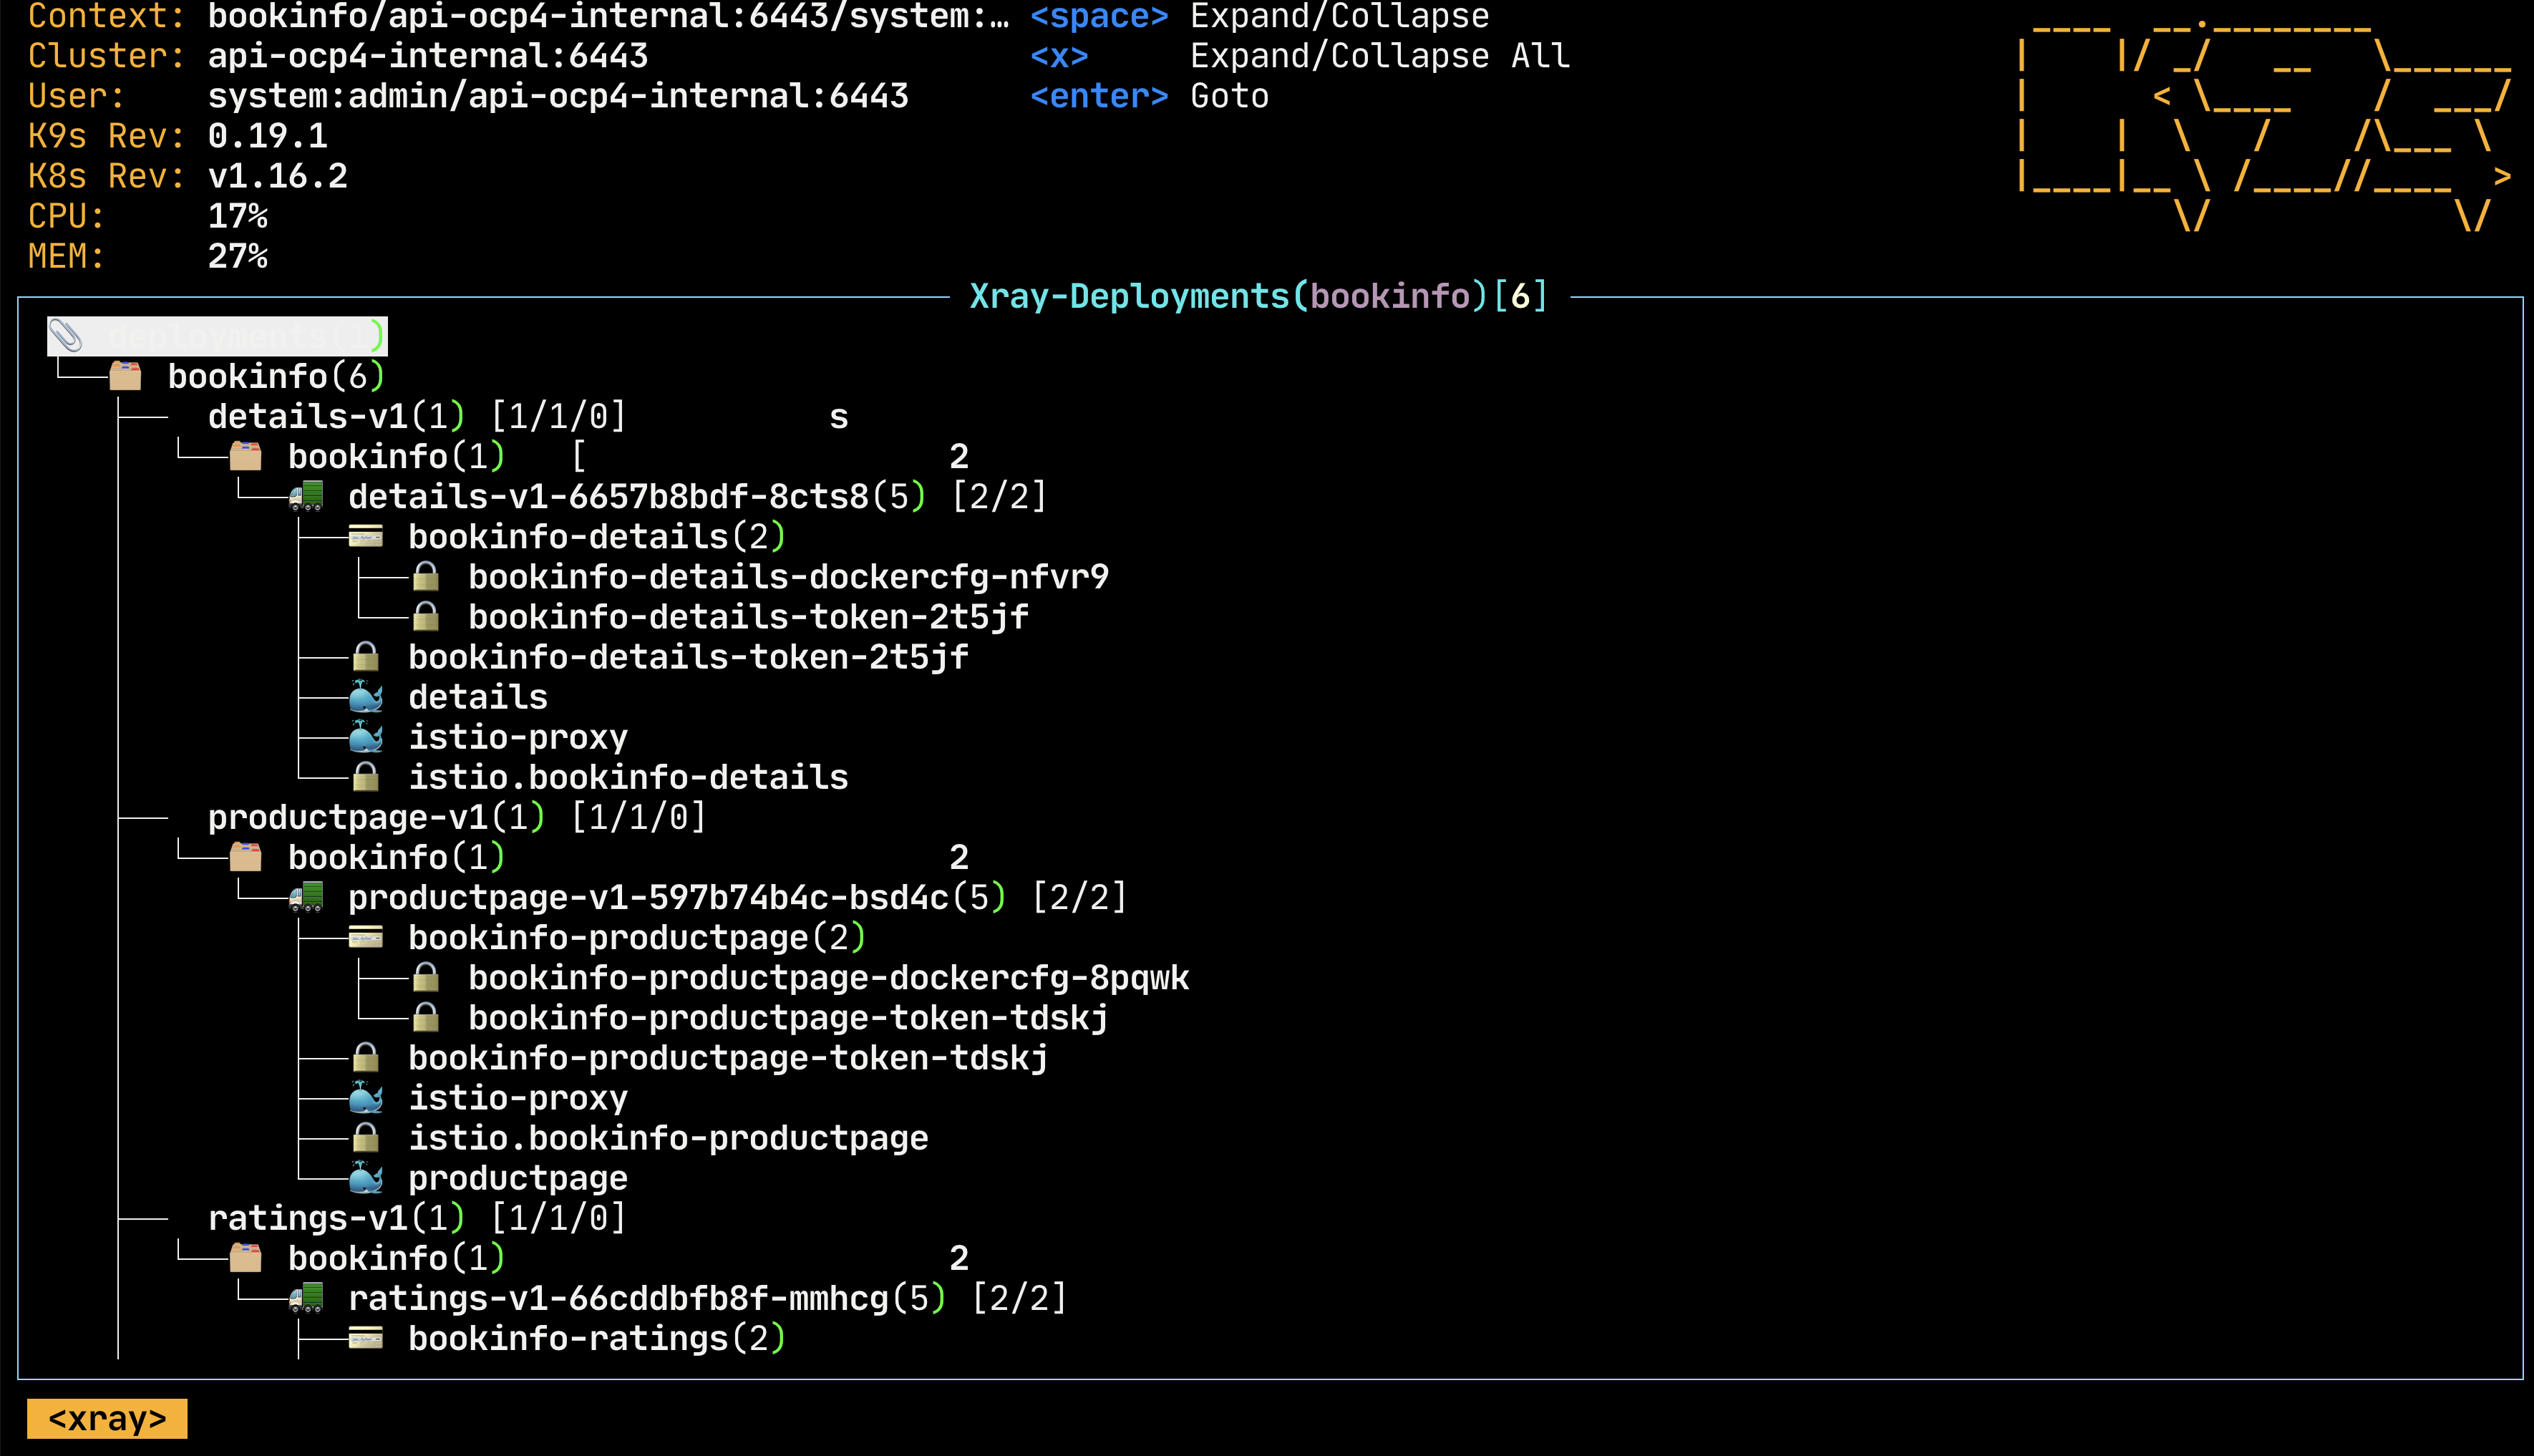 Context: bookinfo/api-ocp4-internal:6443/system:… <space> Expand/Collapse
Cluster: api-ocp4-internal:6443 <x> Expand/Collapse All
User: system:admin/api-ocp4-internal:6443 <enter> Goto
K9s Rev: 0.19.1
K8s Rev: v1.16.2
CPU: 17%
MEM: 27%
Xray-Deployments(bookinfo)[6]
deployments(1)
bookinfo(6)
details-v1(1) [1/1/0] s
bookinfo(1) [ 2
details-v1-6657b8bdf-8cts8(5) [2/2]
bookinfo-details(2)
bookinfo-details-dockercfg-nfvr9
bookinfo-details-token-2t5jf
bookinfo-details-token-2t5jf
details
istio-proxy
istio.bookinfo-details
productpage-v1(1) [1/1/0]
bookinfo(1) 2
productpage-v1-597b74b4c-bsd4c(5) [2/2]
bookinfo-productpage(2)
bookinfo-productpage-dockercfg-8pqwk
bookinfo-productpage-token-tdskj
bookinfo-productpage-token-tdskj
istio-proxy
istio.bookinfo-productpage
productpage
ratings-v1(1) [1/1/0]
bookinfo(1) 2
ratings-v1-66cddbfb8f-mmhcg(5) [2/2]
bookinfo-ratings(2)
<xray>